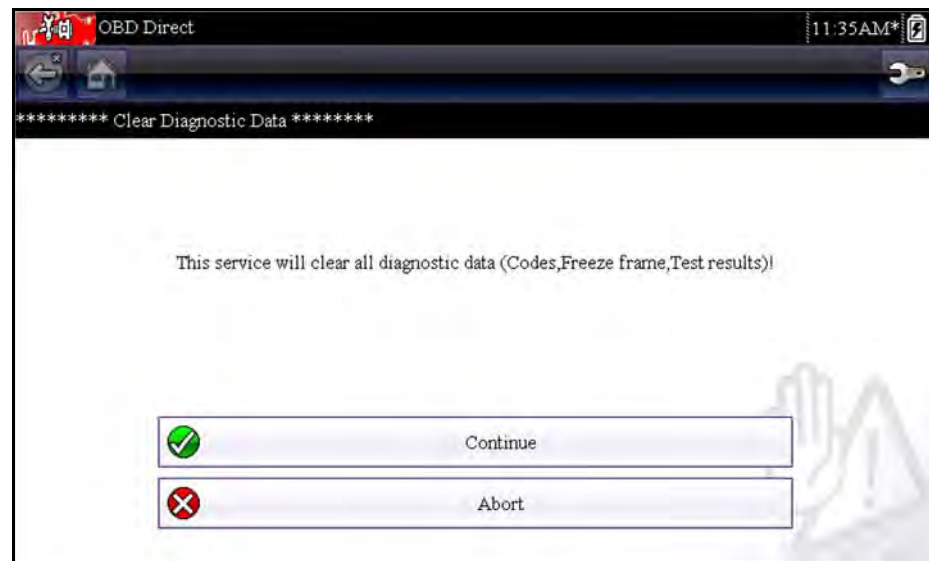 OBD Direct
11:35AM*
********* Clear Diagnostic Data ********
This service will clear all diagnostic data (Codes,Freeze frame,Test results)!
Continue
Abort